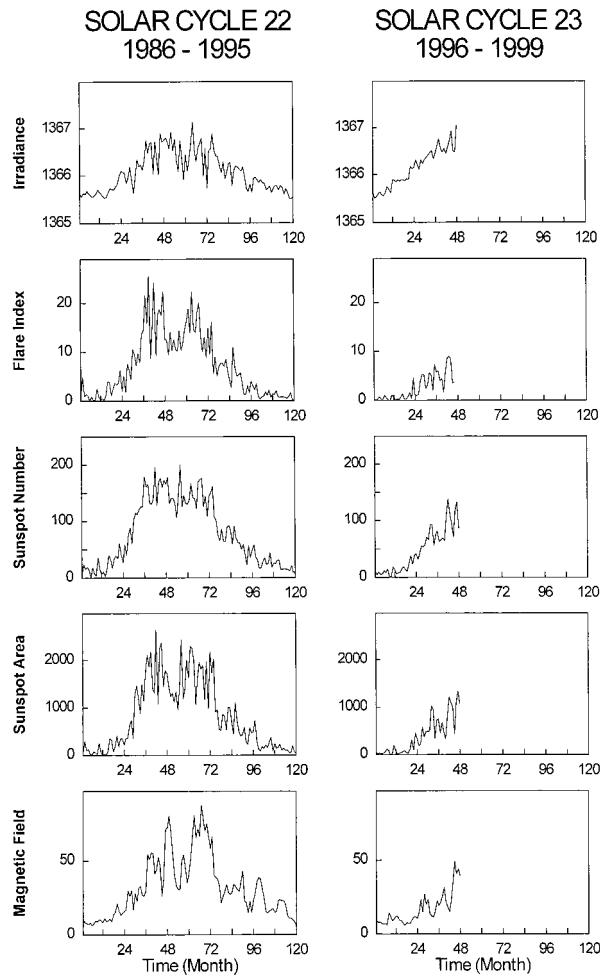 SOLAR CYCLE 22
1986 - 1995
SOLAR CYCLE 23
1996 - 1999
Irradiance
1367
1366
1365
24 48 72 96 120
1367
1366
1365
24 48 72 96 120
Flare Index
20
10
0
24 48 72 96 120
20
10
0
24 48 72 96 120
Sunspot Number
200
100
0
24 48 72 96 120
200
100
0
24 48 72 96 120
Sunspot Area
2000
1000
0
24 48 72 96 120
2000
1000
0
24 48 72 96 120
Magnetic Field
50
0
24 48 72 96 120
Time (Month)
50
0
24 48 72 96 120
Time (Month)